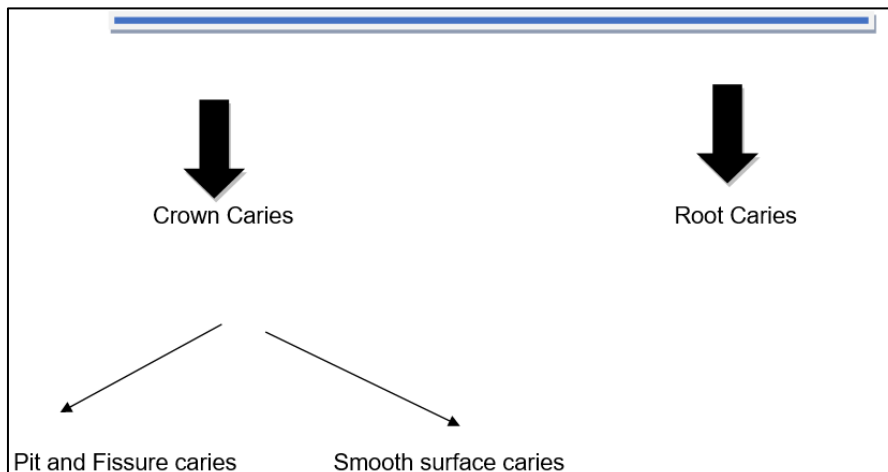 Crown Caries
Root Caries
Pit and Fissure caries
Smooth surface caries